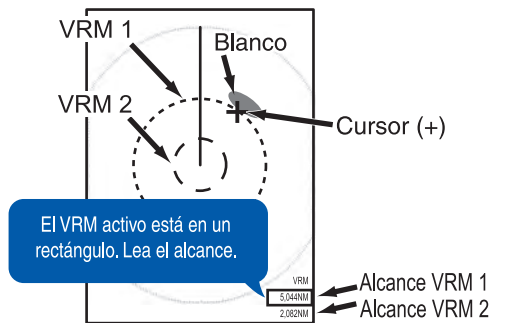 VRM 1
Blanco
VRM 2
Cursor (+)
El VRM activo está en un
rectángulo. Lea el alcance.
VRM
5,044NM
Alcance VRM 1
2,082NM
Alcance VRM 2